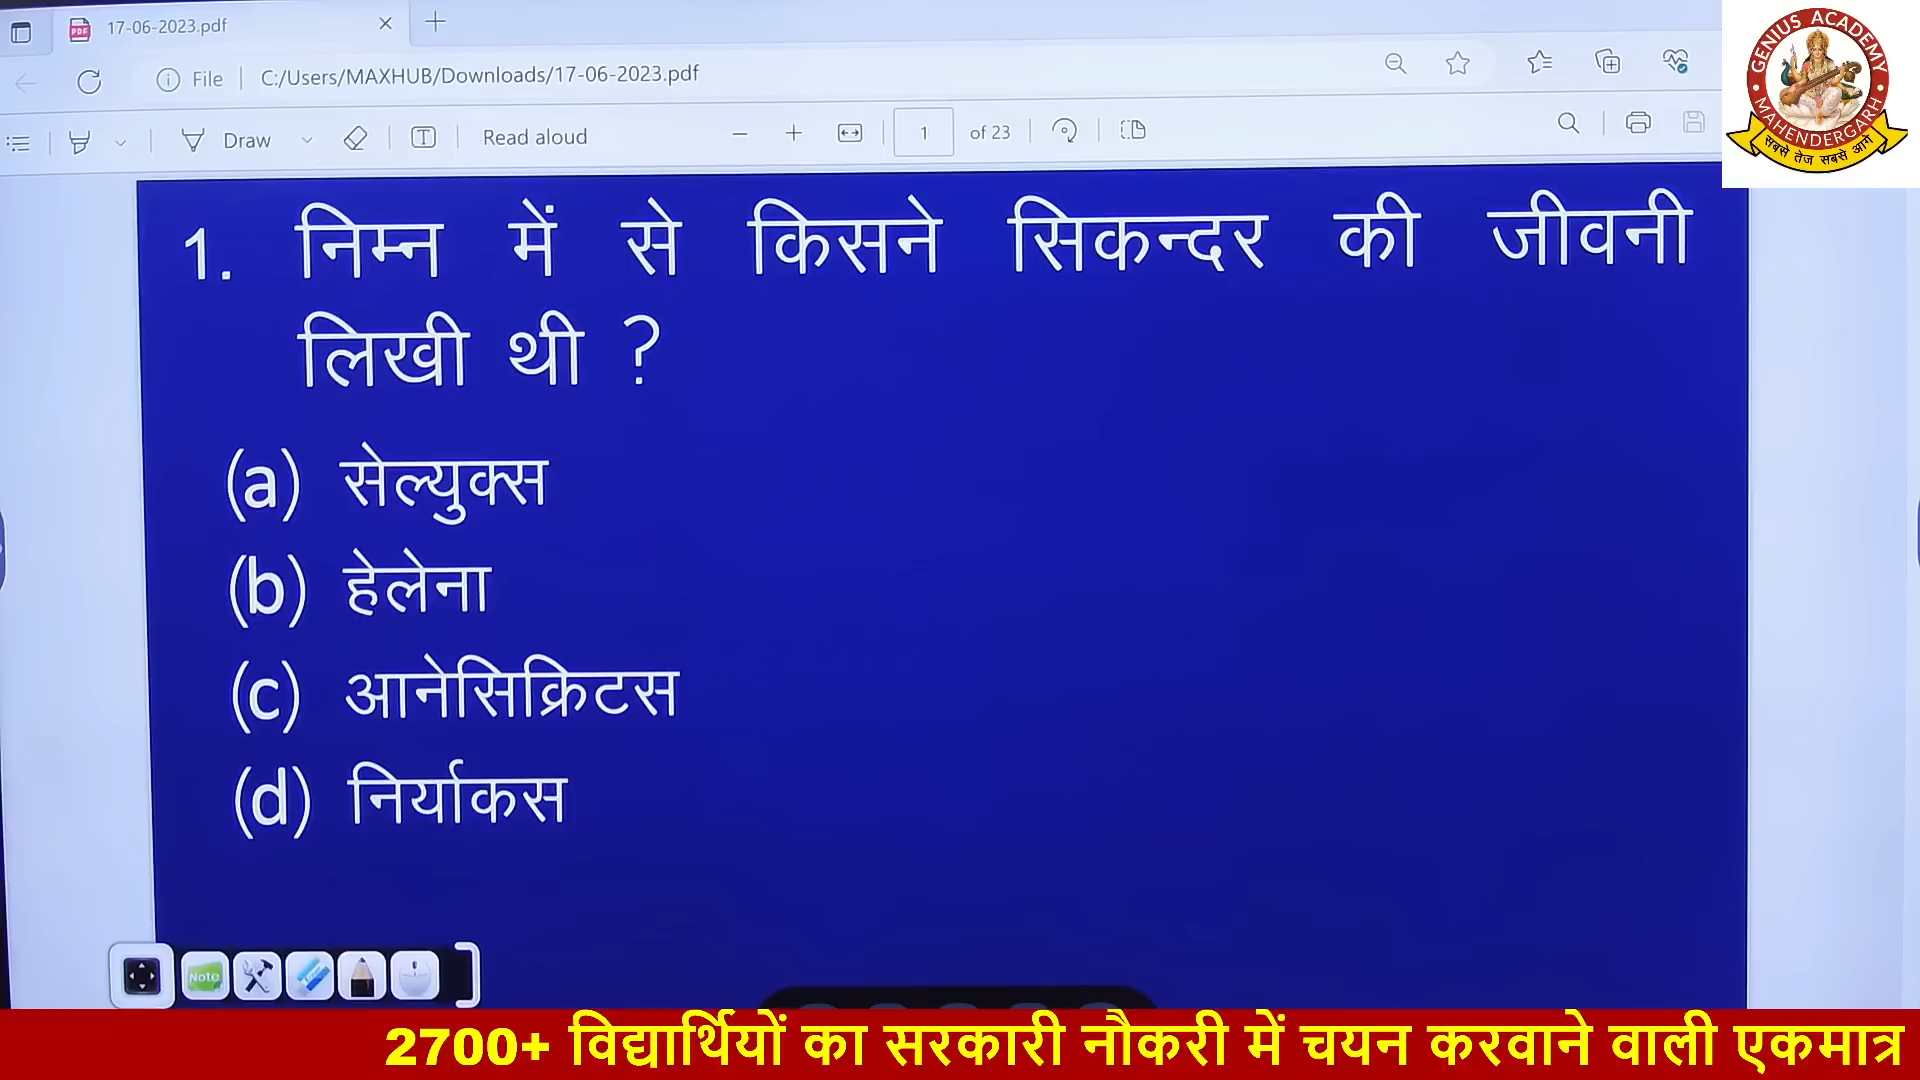 17-06-2023.pdf
File
C:/Users/MAXHUB/Downloads/17-06-2023.pdf
Draw
Read aloud
1
of 23
GENIUS ACADEMY
MAHENDERGARH
सबसे तेज सबसे आगे
1. निम्न में से किसने सिकन्दर की जीवनी
लिखी थी ?
(a) सेल्युक्स
(b) हेलेना
(c) आनेसिक्रिटस
(d) निर्याकस
Note
2700+ विद्यार्थियों का सरकारी नौकरी में चयन करवाने वाली एकमात्र